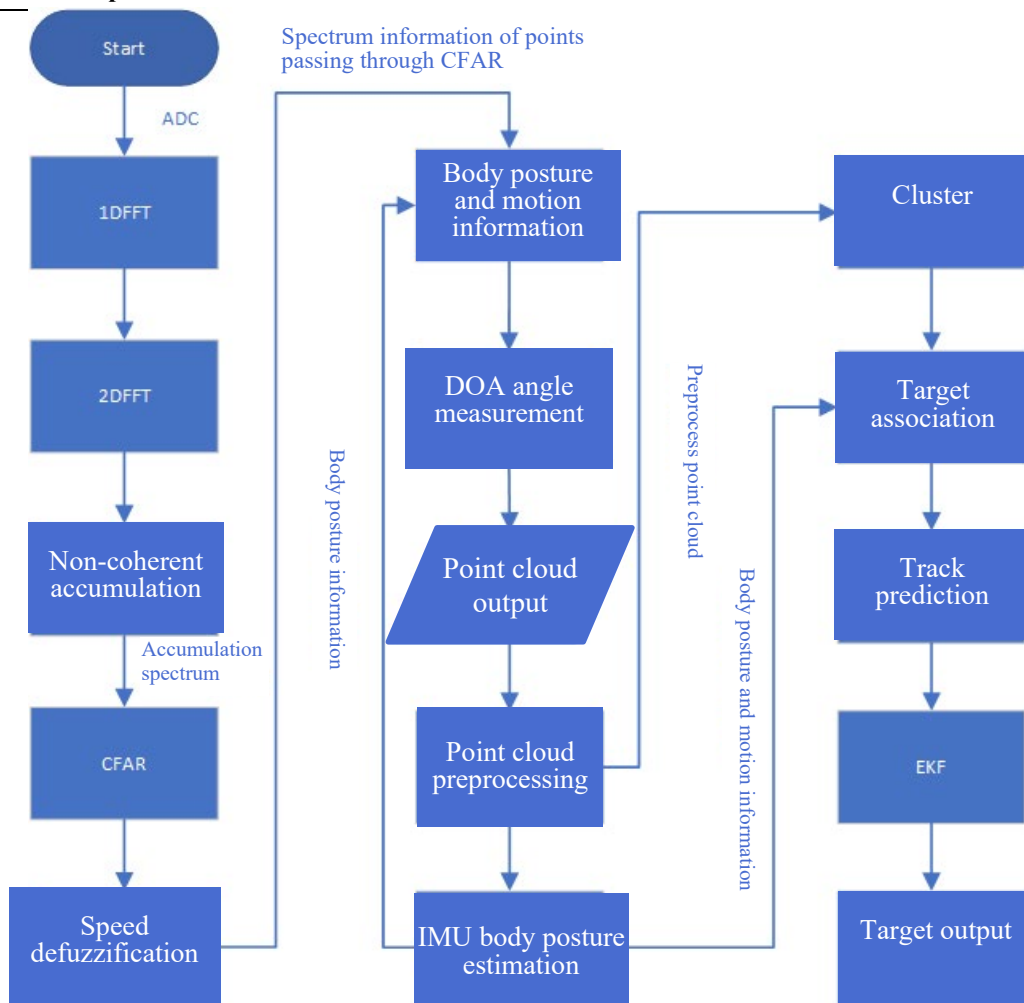 Start
ADC
1DFFT
2DFFT
Non-coherent
accumulation
Accumulation
spectrum
CFAR
Speed
defuzzification
Spectrum information of points
passing through CFAR
Body posture
and motion
information
DOA angle
measurement
Point cloud
output
Point cloud
preprocessing
IMU body posture
estimation
Body posture information
Preprocess point cloud
Body posture and motion information
Cluster
Target
association
Track
prediction
EKF
Target output